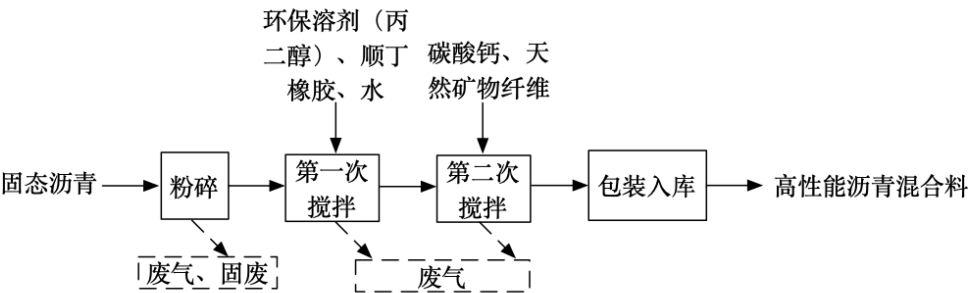 环保溶剂（丙
二醇）、顺丁
橡胶、水
碳酸钙、天
然矿物纤维
固态沥青
粉碎
第一次
搅拌
第二次
搅拌
包装入库
高性能沥青混合料
废气、固废
废气